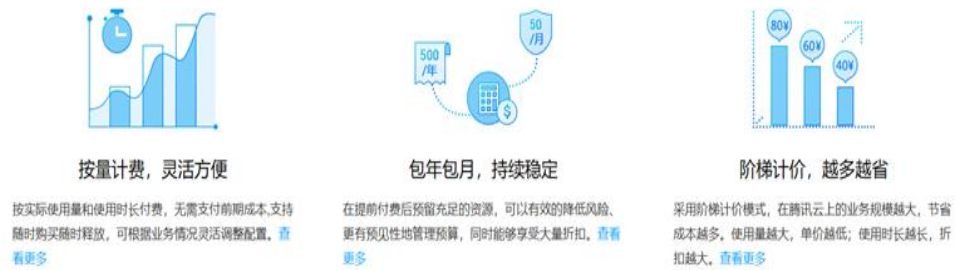 500
/年
50
/月
$
80¥
60¥
40¥
按量计费，灵活方便
包年包月，持续稳定
阶梯计价，越多越省
按实际使用量和使用时长付费，无需支付前期成本,支持
随时购买随时释放，可根据业务情况灵活调整配置。查
看更多
在提前付费后预留充足的资源，可以有效的降低风险、
更有预见性地管理预算，同时能够享受大量折扣。查看
更多
采用阶梯计价模式，在腾讯云上的业务规模越大，节省
成本越多。使用量越大，单价越低；使用时长越长，折
扣越大。查看更多